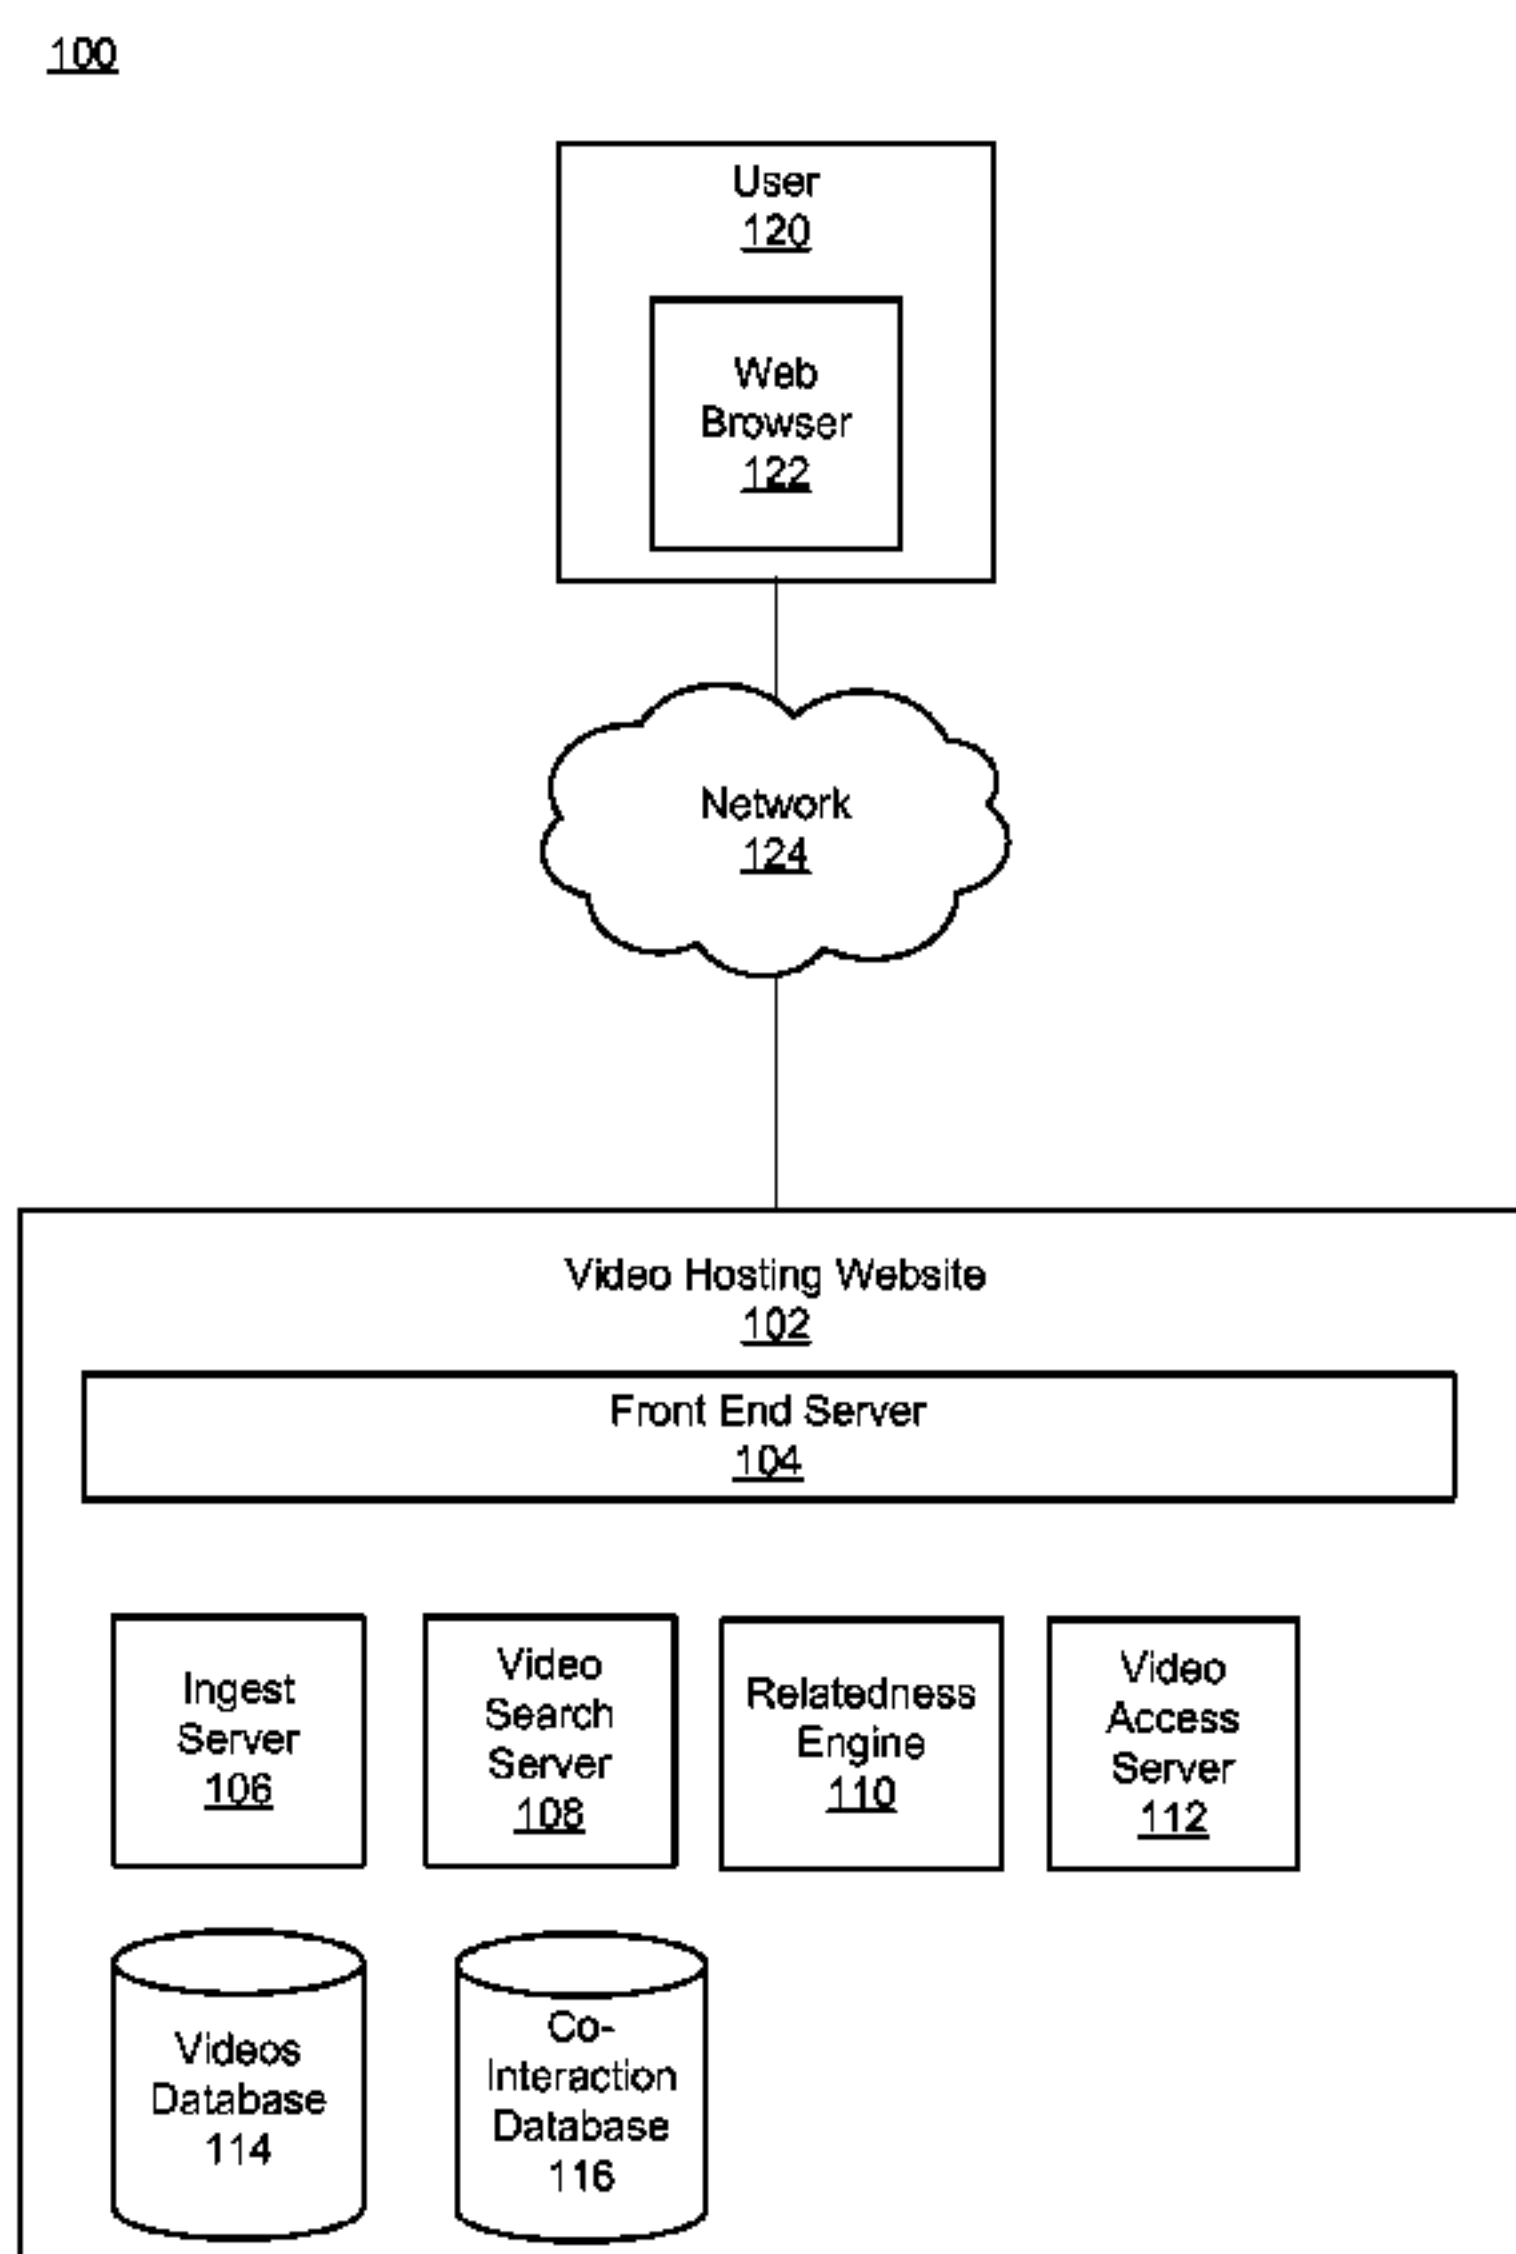 100
User
120
Web
Browser
122
Network
124
Video Hosting Website
102
Front End Server
104
Ingest
Server
106
Video
Search
Server
108
Relatedness
Engine
110
Video
Access
Server
112
Videos
Database
114
Co-
Interaction
Database
116